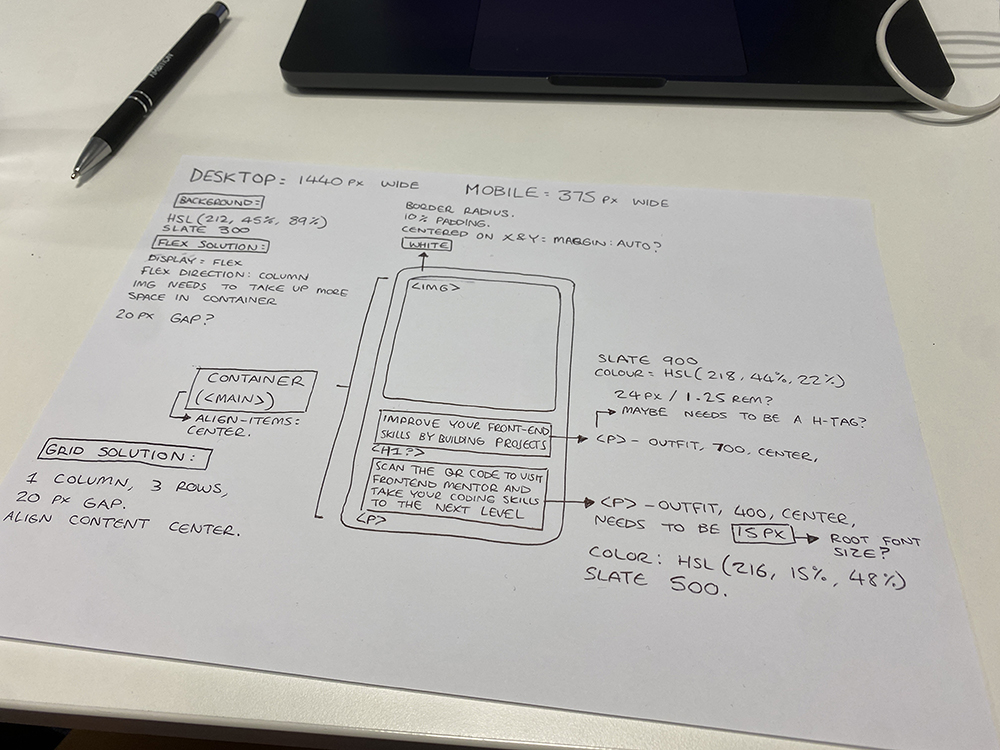 AMBITION
DESKTOP = 1440 PX WIDE
MOBILE = 375 PX WIDE
BACKGROUND:
HSL (212, 45%, 89%)
SLATE 300
FLEX SOLUTION:
DISPLAY = FLEX
FLEX DIRECTION: COLUMN
IMG NEEDS TO TAKE UP MORE
SPACE IN CONTAINER
20 PX GAP?
BORDER RADIUS.
10% PADDING.
CENTERED ON X&Y = MARGIN: AUTO?
WHITE
<IMG>
CONTAINER
(<MAIN>)
ALIGN-ITEMS:
CENTER.
GRID SOLUTION:
1 COLUMN, 3 ROWS,
20 PX GAP.
ALIGN CONTENT CENTER.
IMPROVE YOUR FRONT-END
SKILLS BY BUILDING PROJECTS
<H1?>
SCAN THE QR CODE TO VISIT
FRONTEND MENTOR AND
TAKE YOUR CODING SKILLS
TO THE NEXT LEVEL
<P>
SLATE 900
COLOUR = HSL (218, 44%, 22%)
24 PX / 1.25 REM?
MAYBE NEEDS TO BE A H-TAG?
<P> - OUTFIT, 700, CENTER,
<P> - OUTFIT, 400, CENTER,
NEEDS TO BE 15 PX ROOT FONT
SIZE?
COLOR: HSL (216, 15%, 48%)
SLATE 500.